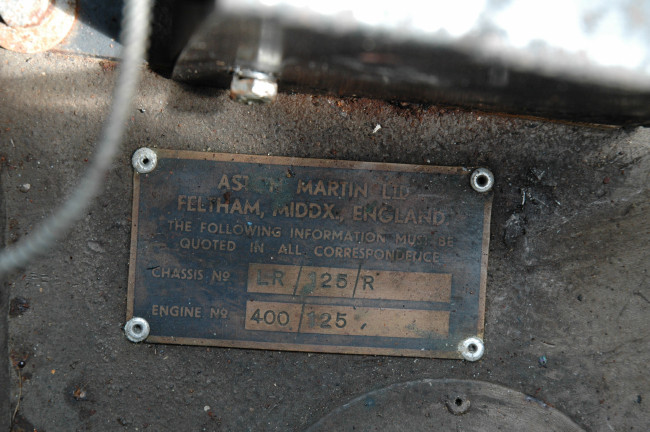 ASTON MARTIN LTD
FELTHAM, MIDDX., ENGLAND
THE FOLLOWING INFORMATION MUST BE
QUOTED IN ALL CORRESPONDENCE
CHASSIS Nº LR/125/R
ENGINE Nº 400/125